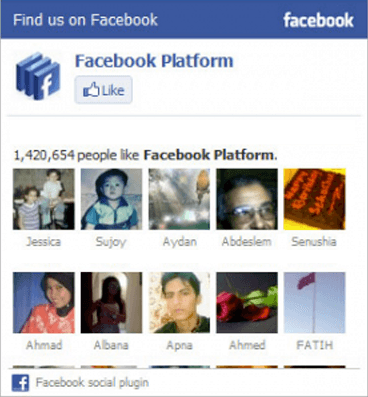 Find us on Facebook facebook
Facebook Platform
Like
1,420,654 people like Facebook Platform.
Jessica Sujoy Aydan Abdeslem Senushia
Ahmad Albana Apna Ahmed FATIH
Facebook social plugin